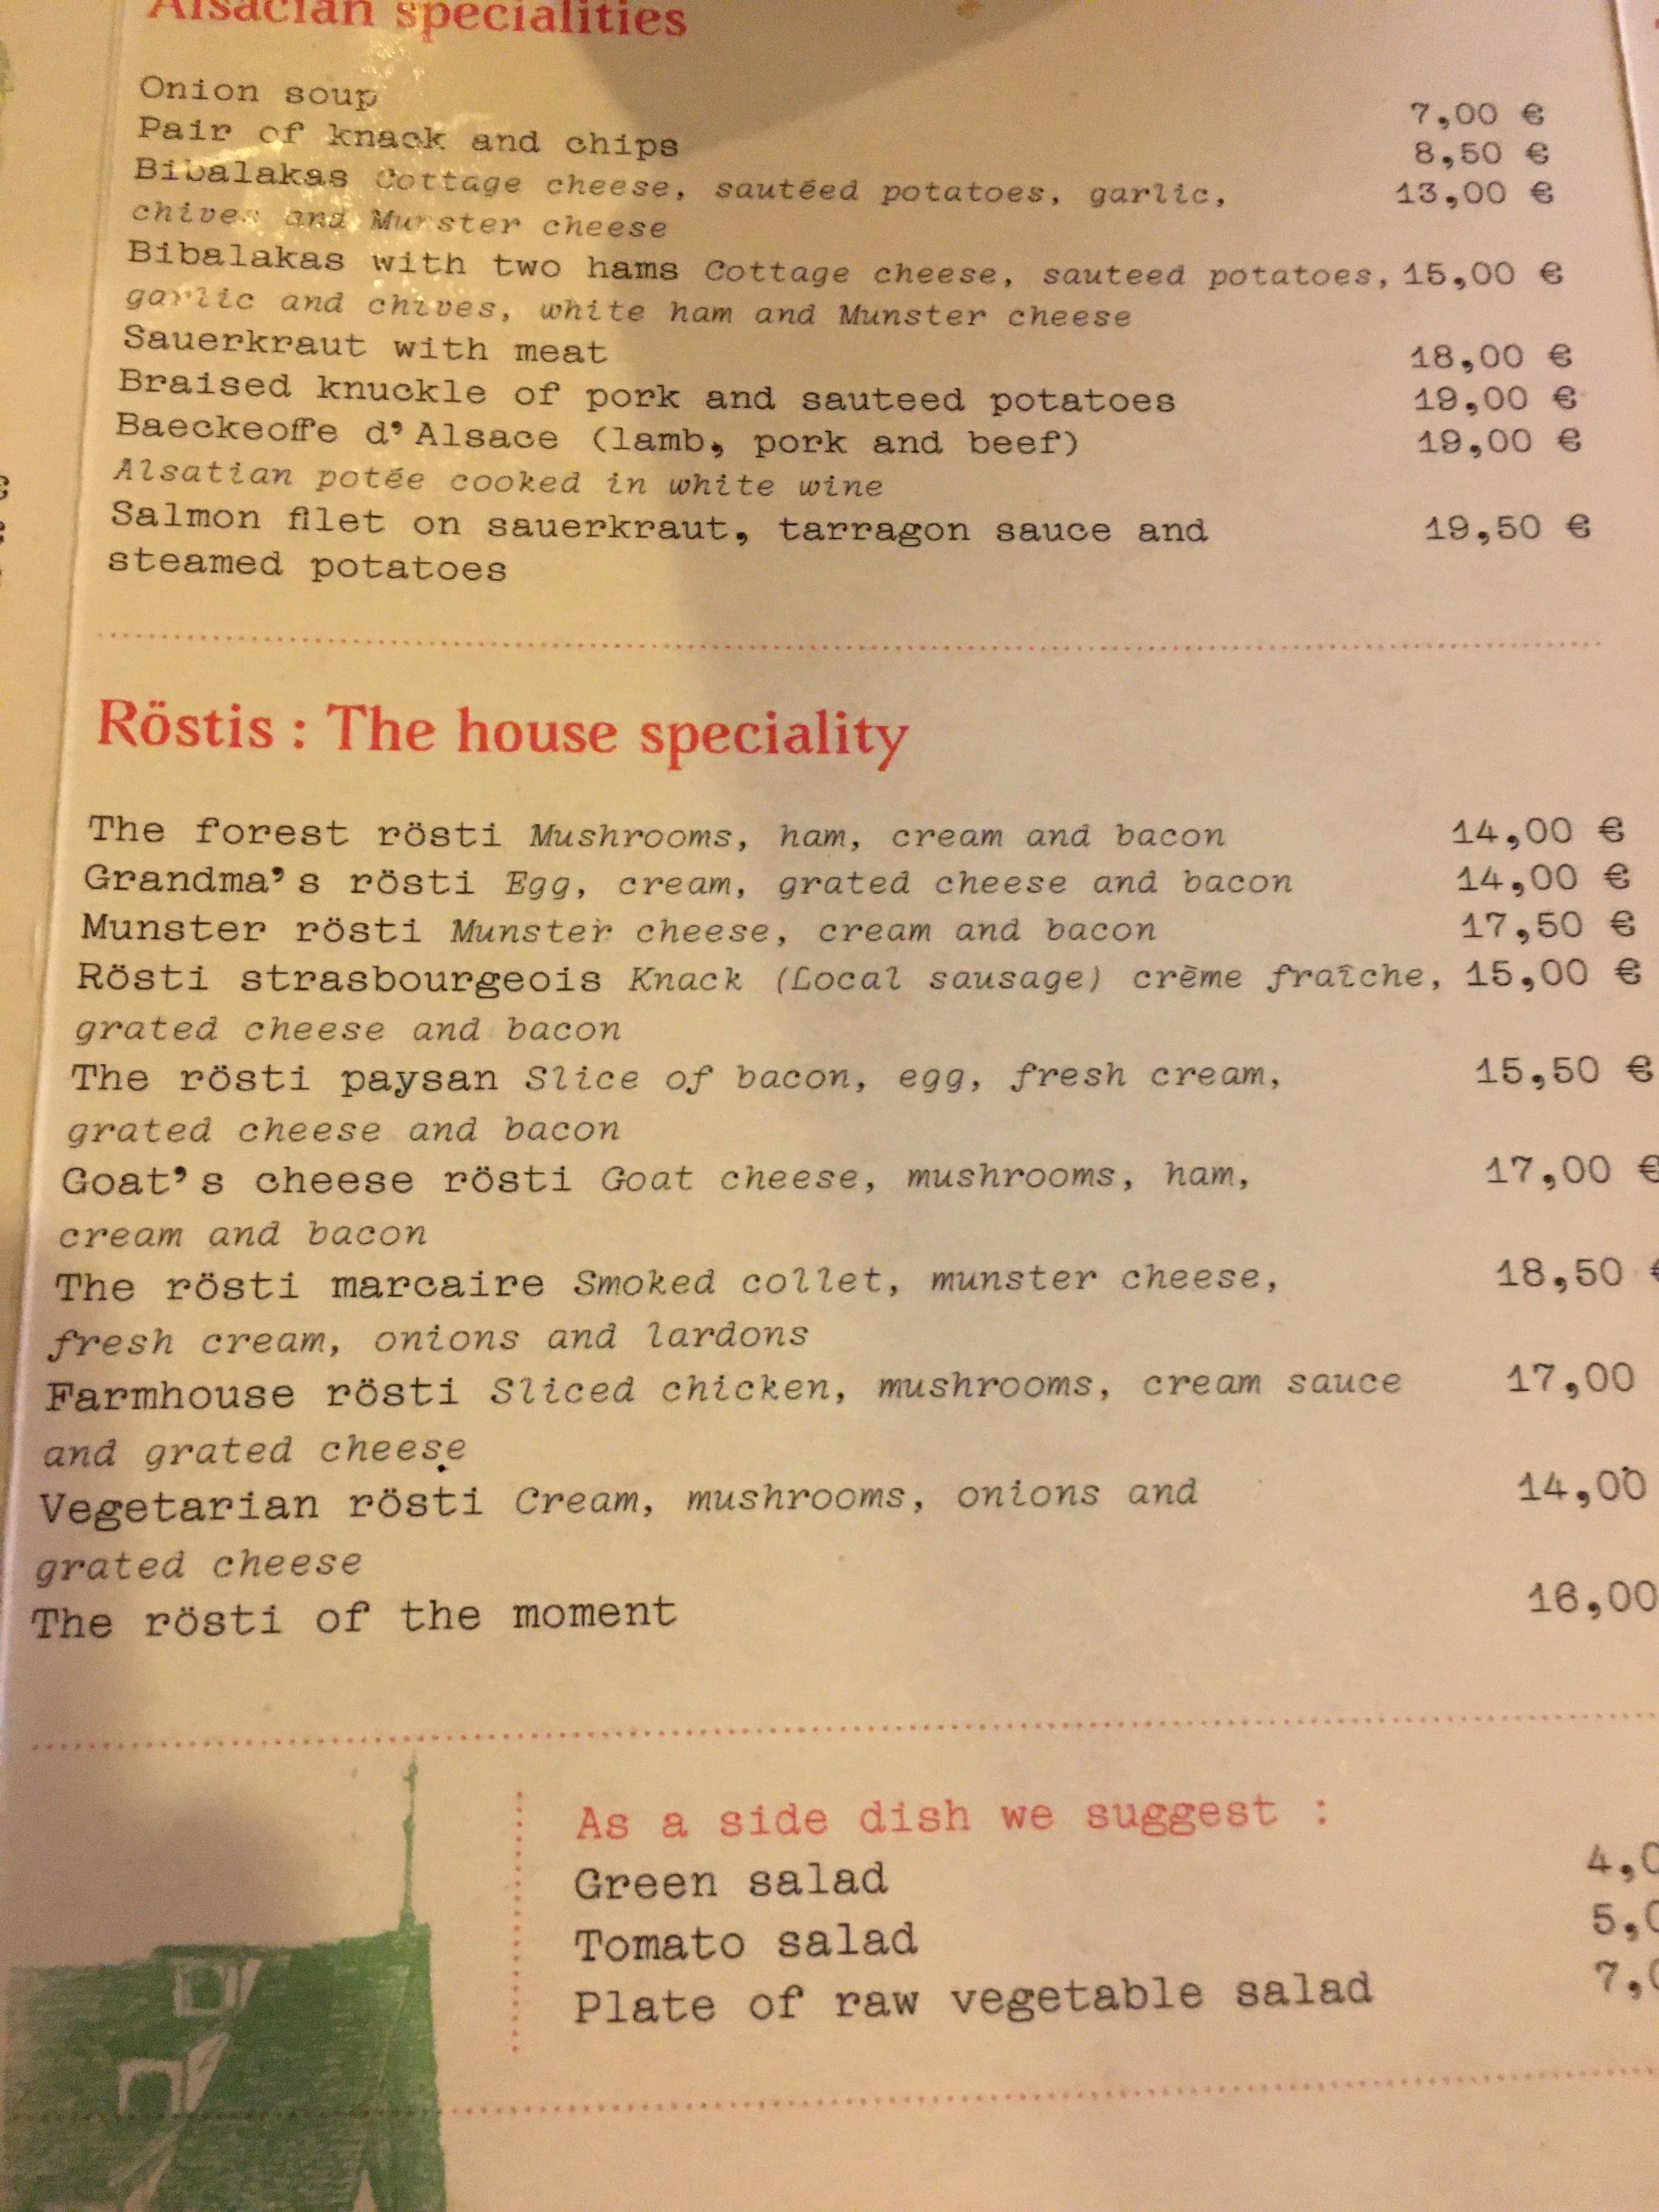 Alsacian specialities
Onion soup 7,00 €
Pair of knack and chips 8,50 €
Bibalakas Cottage cheese, sautéed potatoes, garlic, 13,00 €
chives and Munster cheese
Bibalakas with two hams Cottage cheese, sauteed potatoes, 15,00 €
garlic and chives, white ham and Munster cheese
Sauerkraut with meat 18,00 €
Braised knuckle of pork and sauteed potatoes 19,00 €
Baeckeoffe d'Alsace (lamb, pork and beef) 19,00 €
Alsatian potée cooked in white wine
Salmon filet on sauerkraut, tarragon sauce and 19,50 €
steamed potatoes
Röstis : The house speciality
The forest rösti Mushrooms, ham, cream and bacon 14,00 €
Grandma's rösti Egg, cream, grated cheese and bacon 14,00 €
Munster rösti Munster cheese, cream and bacon 17,50 €
Rösti strasbourgeois Knack (Local sausage) crème fraîche, 15,00 €
grated cheese and bacon
The rösti paysan Slice of bacon, egg, fresh cream, 15,50 €
grated cheese and bacon
Goat's cheese rösti Goat cheese, mushrooms, ham, 17,00 €
cream and bacon
The rösti marcaire Smoked collet, munster cheese, 18,50 €
fresh cream, onions and lardons
Farmhouse rösti Sliced chicken, mushrooms, cream sauce 17,00
and grated cheese
Vegetarian rösti Cream, mushrooms, onions and 14,00
grated cheese
The rösti of the moment 16,00
As a side dish we suggest :
Green salad 4,0
Tomato salad 5,0
Plate of raw vegetable salad 7,0